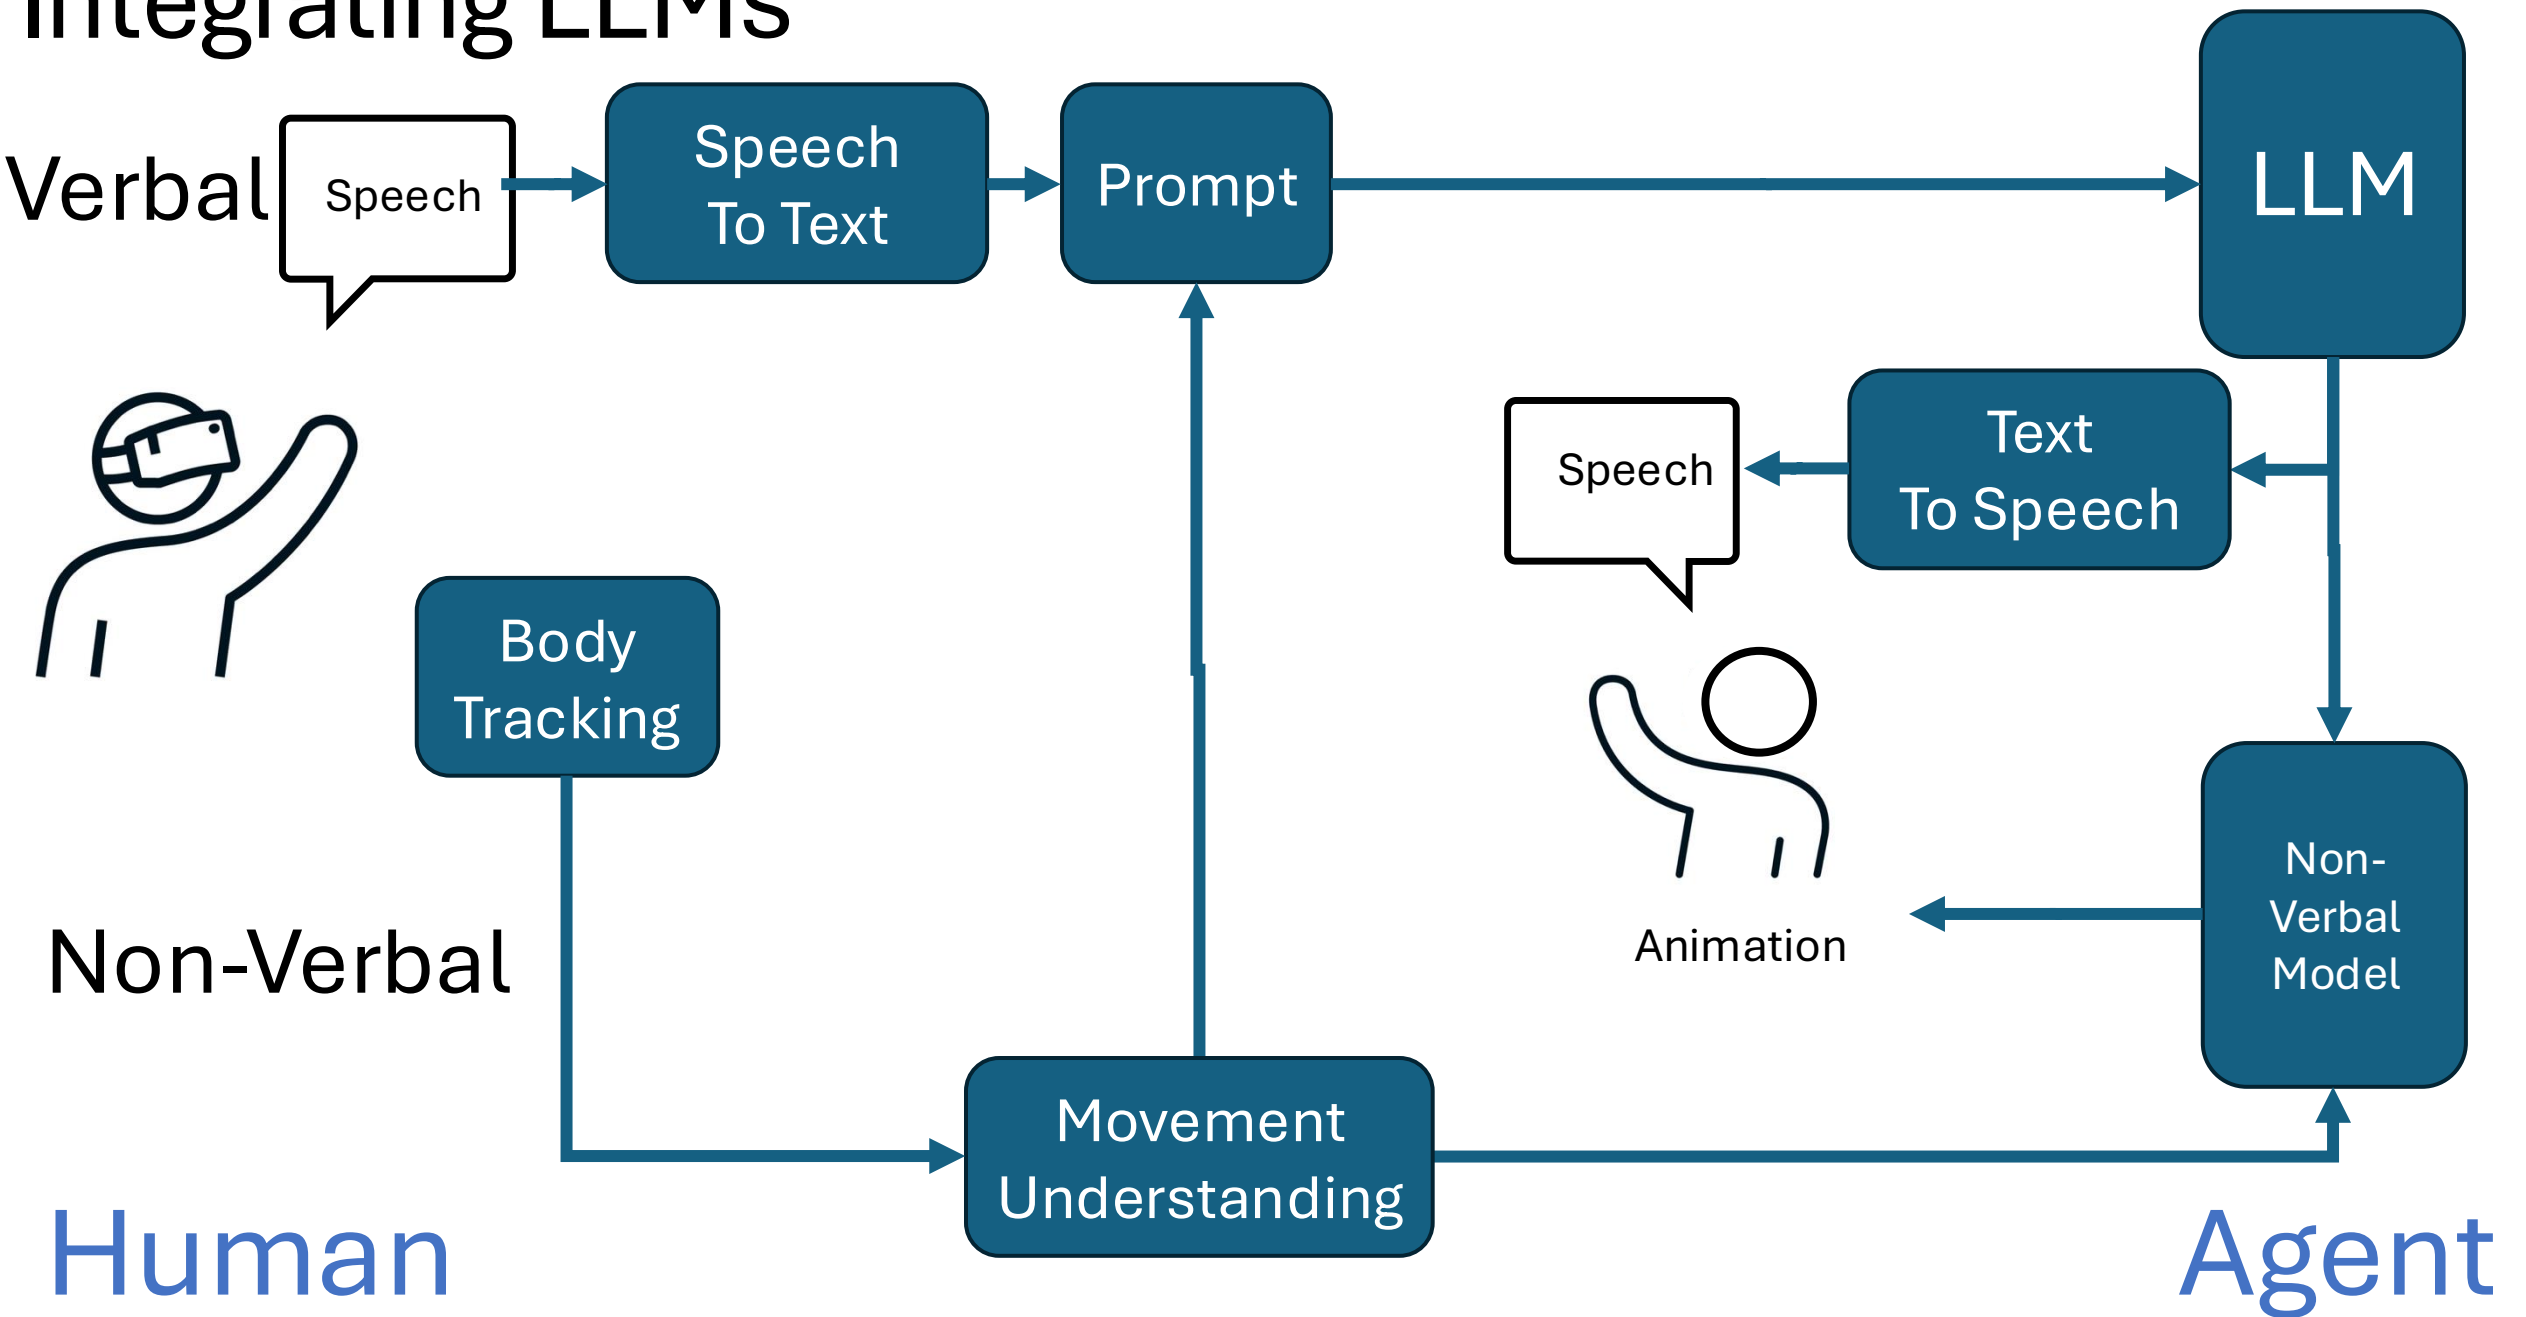 Integrating LLMs
Verbal
Speech
Speech
To Text
Prompt
LLM
Speech
Text
To Speech
Body
Tracking
Non-
Verbal
Model
Animation
Non-Verbal
Movement
Understanding
Human
Agent